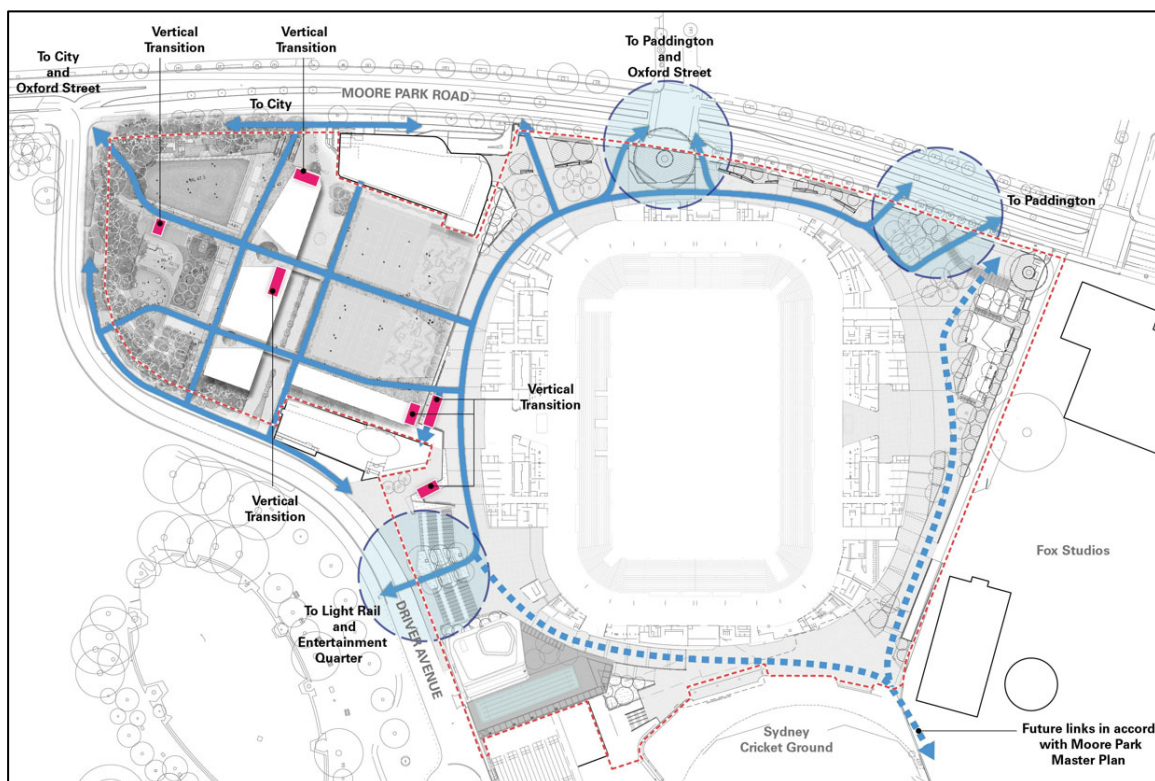 Vertical
Transition
Vertical
Transition
To City
and
Oxford Street
To Paddington
and
Oxford Street
MOORE PARK ROAD
To City
To Paddington
Vertical
Transition
Vertical
Transition
Fox Studios
To Light Rail
and
Entertainment
Quarter
DRIVER AVENUE
Sydney
Cricket Ground
Future links in accord
with Moore Park
Master Plan